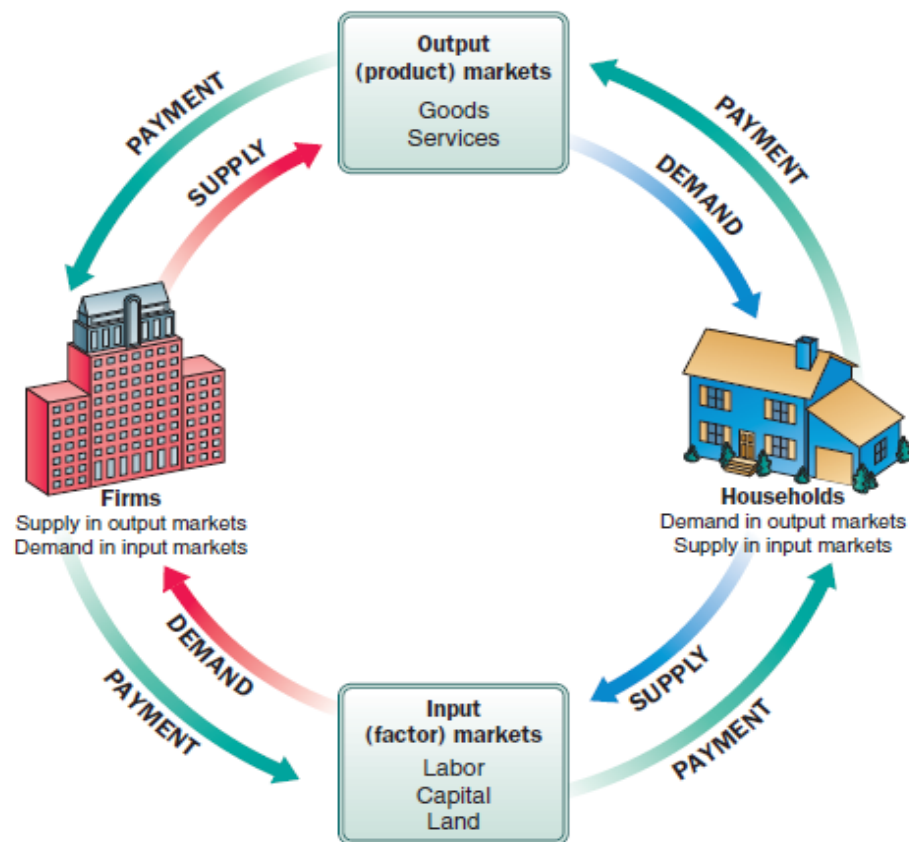 Output
(product) markets
Goods
Services
PAYMENT
SUPPLY
PAYMENT
DEMAND
Firms
Supply in output markets
Demand in input markets
Households
Demand in output markets
Supply in input markets
DEMAND
PAYMENT
SUPPLY
PAYMENT
Input
(factor) markets
Labor
Capital
Land